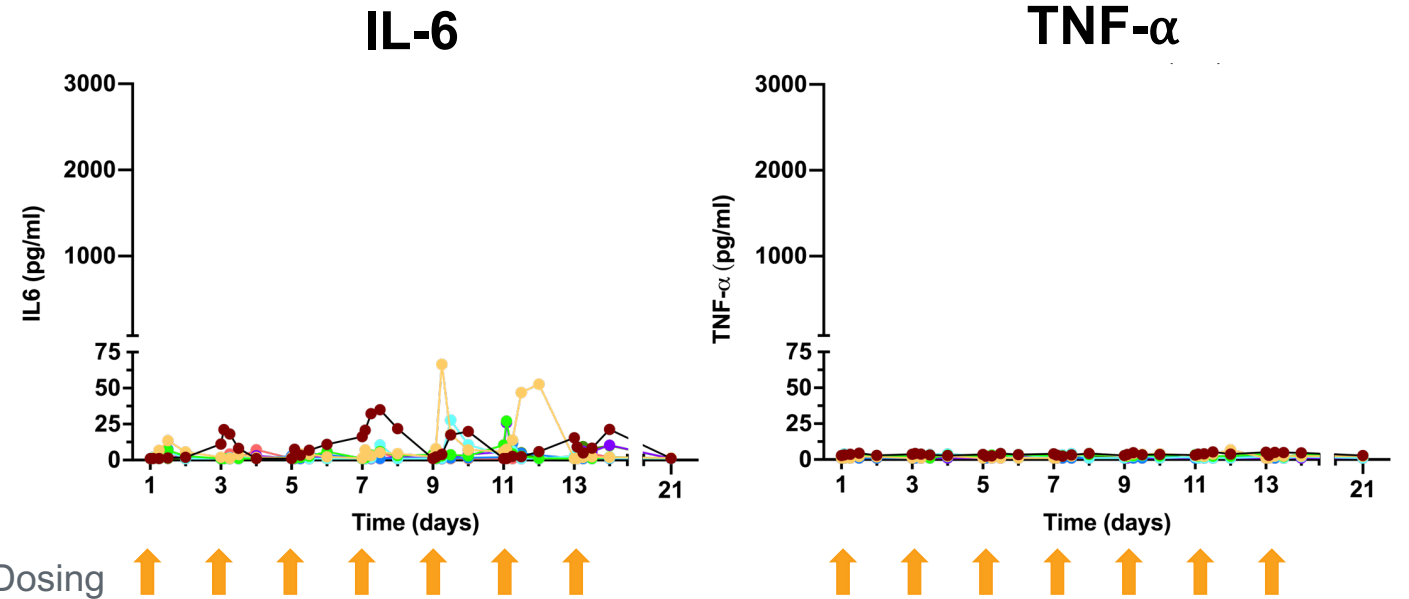 IL-6
TNF-α
3000
2000
1000
75
50
25
0
IL6 (pg/ml)
1 3 5 7 9 11 13 21
Time (days)
3000
2000
1000
75
50
25
0
TNF-α (pg/ml)
1 3 5 7 9 11 13 21
Time (days)
Dosing